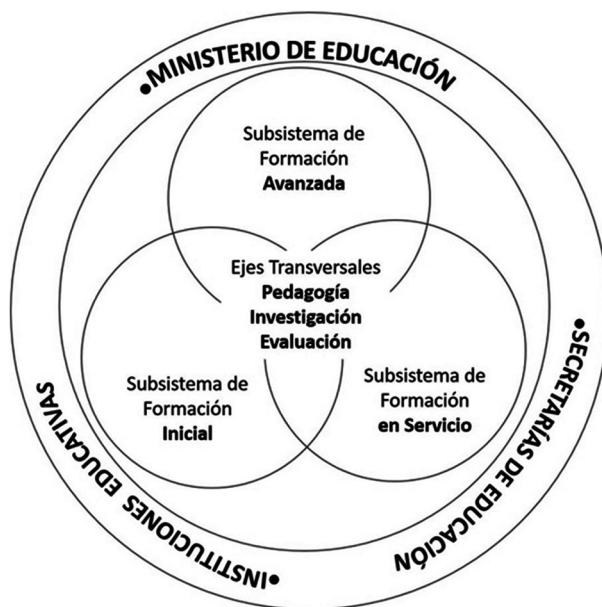 •MINISTERIO DE EDUCACIÓN
Subsistema de
Formación
Avanzada
Ejes Transversales
Pedagogía
Investigación
Evaluación
Subsistema de
Formación
Inicial
Subsistema de
Formación
en Servicio
•SECRETARÍAS DE EDUCACIÓN
•INSTITUCIONES EDUCATIVAS